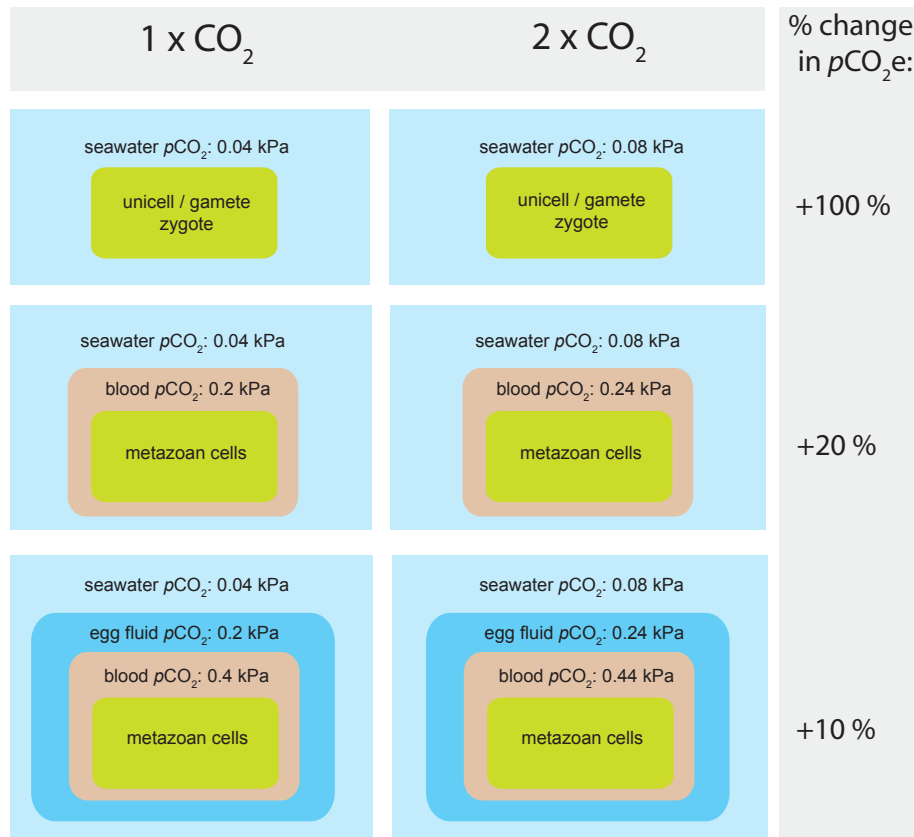 1 x CO₂
2 x CO₂
% change
in pCO₂e:
seawater pCO₂: 0.04 kPa
unicell / gamete
zygote
seawater pCO₂: 0.08 kPa
unicell / gamete
zygote
+100 %
seawater pCO₂: 0.04 kPa
blood pCO₂: 0.2 kPa
metazoan cells
seawater pCO₂: 0.08 kPa
blood pCO₂: 0.24 kPa
metazoan cells
+20 %
seawater pCO₂: 0.04 kPa
egg fluid pCO₂: 0.2 kPa
blood pCO₂: 0.4 kPa
metazoan cells
seawater pCO₂: 0.08 kPa
egg fluid pCO₂: 0.24 kPa
blood pCO₂: 0.44 kPa
metazoan cells
+10 %